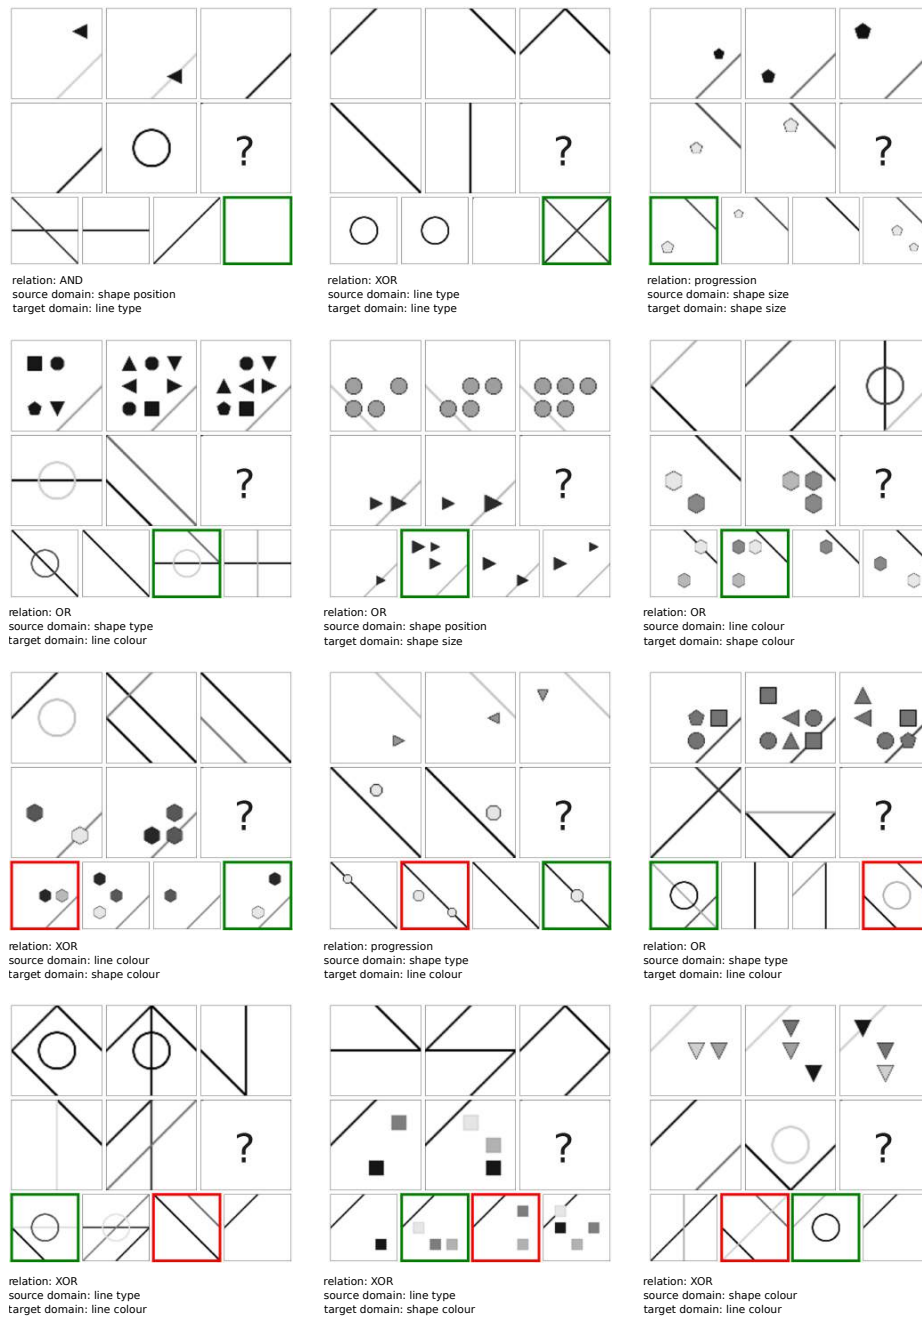 ?
?
?
relation: AND
source domain: shape position
target domain: line type
relation: XOR
source domain: line type
target domain: line type
relation: progression
source domain: shape size
target domain: shape size
?
?
?
relation: OR
source domain: shape type
target domain: line colour
relation: OR
source domain: shape position
target domain: shape size
relation: OR
source domain: line colour
target domain: shape colour
?
?
?
relation: XOR
source domain: line colour
target domain: shape colour
relation: progression
source domain: shape type
target domain: line colour
relation: OR
source domain: shape type
target domain: line colour
?
?
?
relation: XOR
source domain: line type
target domain: line colour
relation: XOR
source domain: line type
target domain: shape colour
relation: XOR
source domain: shape colour
target domain: line colour